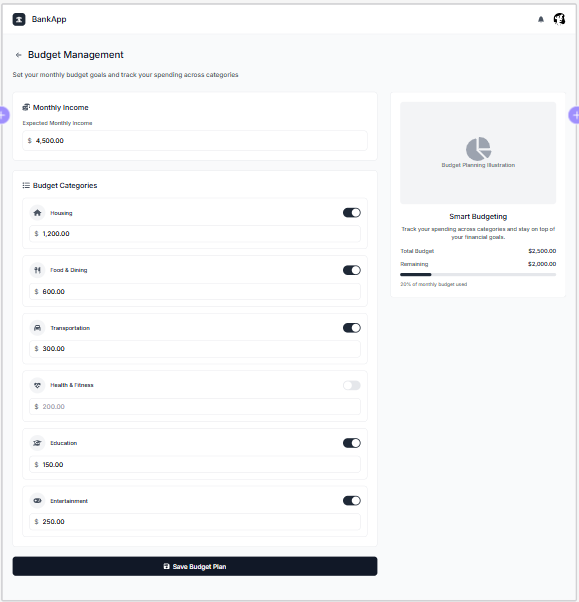 BankApp
Budget Management
Set your monthly budget goals and track your spending across categories
Monthly Income
Expected Monthly Income
$ 4,500.00
Budget Categories
Housing
$ 1,200.00
Food & Dining
$ 600.00
Transportation
$ 300.00
Health & Fitness
$ 200.00
Education
$ 150.00
Entertainment
$ 250.00
Save Budget Plan
Budget Planning Illustration
Smart Budgeting
Track your spending across categories and stay on top of
your financial goals.
Total Budget $2,500.00
Remaining $2,000.00
20% of monthly budget used